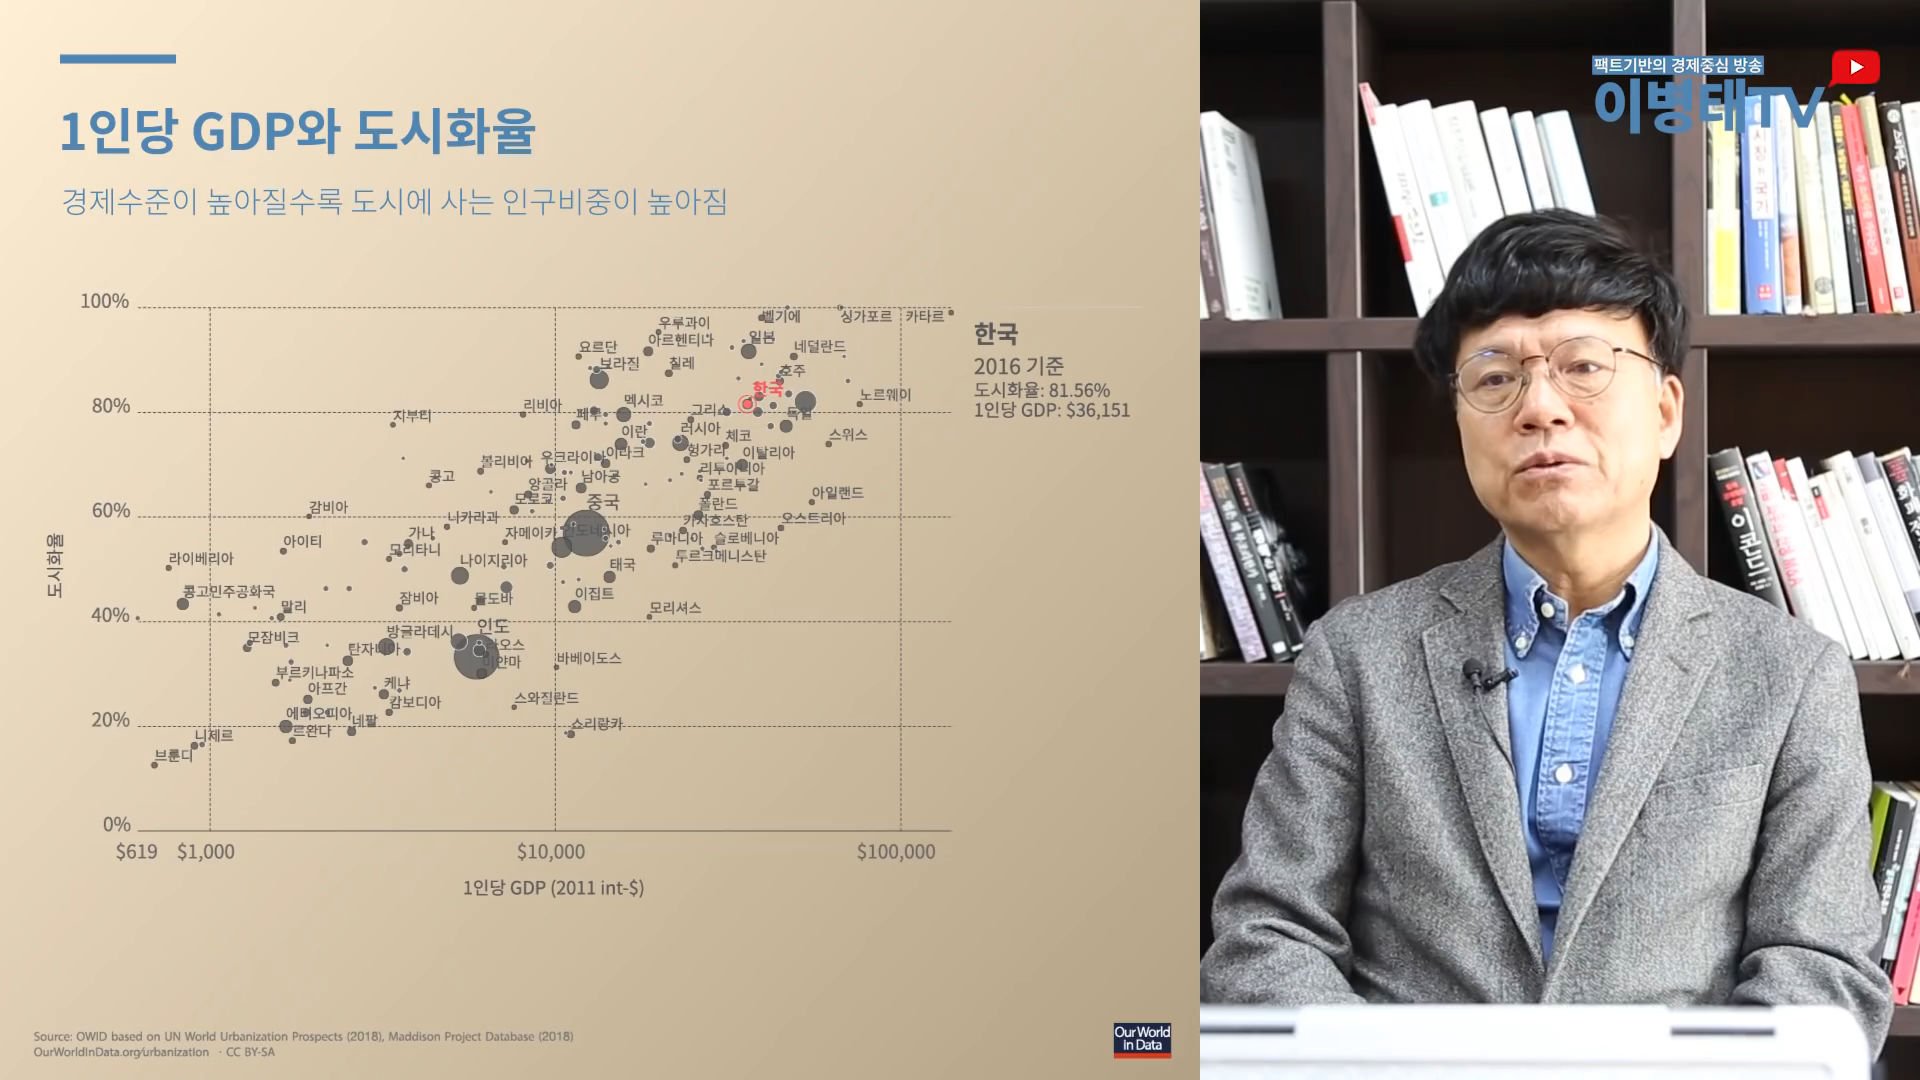 1인당 GDP와 도시화율
경제수준이 높아질수록 도시에 사는 인구비중이 높아짐
팩트기반의 경제중심 방송
이병태TV
한국
2016 기준
도시화율: 81.56%
1인당 GDP: $36,151
100%
80%
60%
40%
20%
0%
도시화율
벨기에
싱가포르
카타르
우루과이
아르헨티나
일본
네덜란드
요르단
보라질
칠레
호주
한국
노르웨이
리비아
페루
멕시코
그리스
독일
지부티
이란
러시아
체코
스위스
볼리비아
우크라이나
이라크
헝가리
이탈리아
콩고
앙골라
남아공
리투아니아
포르투갈
모로코
중국
폴란드
아일랜드
감비아
니카라과
카자흐스탄
오스트리아
가나
자메이카
인도네시아
루마니아
슬로베니아
아이티
모리타니
투르크메니스탄
라이베리아
나이지리아
태국
콩고민주공화국
말리
잠비아
몰도바
이집트
모리셔스
모잠비크
방글라데시
인도
탄자니아
라오스
미얀마
바베이도스
부르키나파소
아프간
케냐
캄보디아
스와질란드
에티오피아
네팔
르완다
스리랑카
니제르
브룬디
$619
$1,000
$10,000
$100,000
1인당 GDP (2011 int-$)
Source: OWID based on UN World Urbanization Prospects (2018), Maddison Project Database (2018)
OurWorldInData.org/urbanization · CC BY-SA
Our World
in Data
이 코드